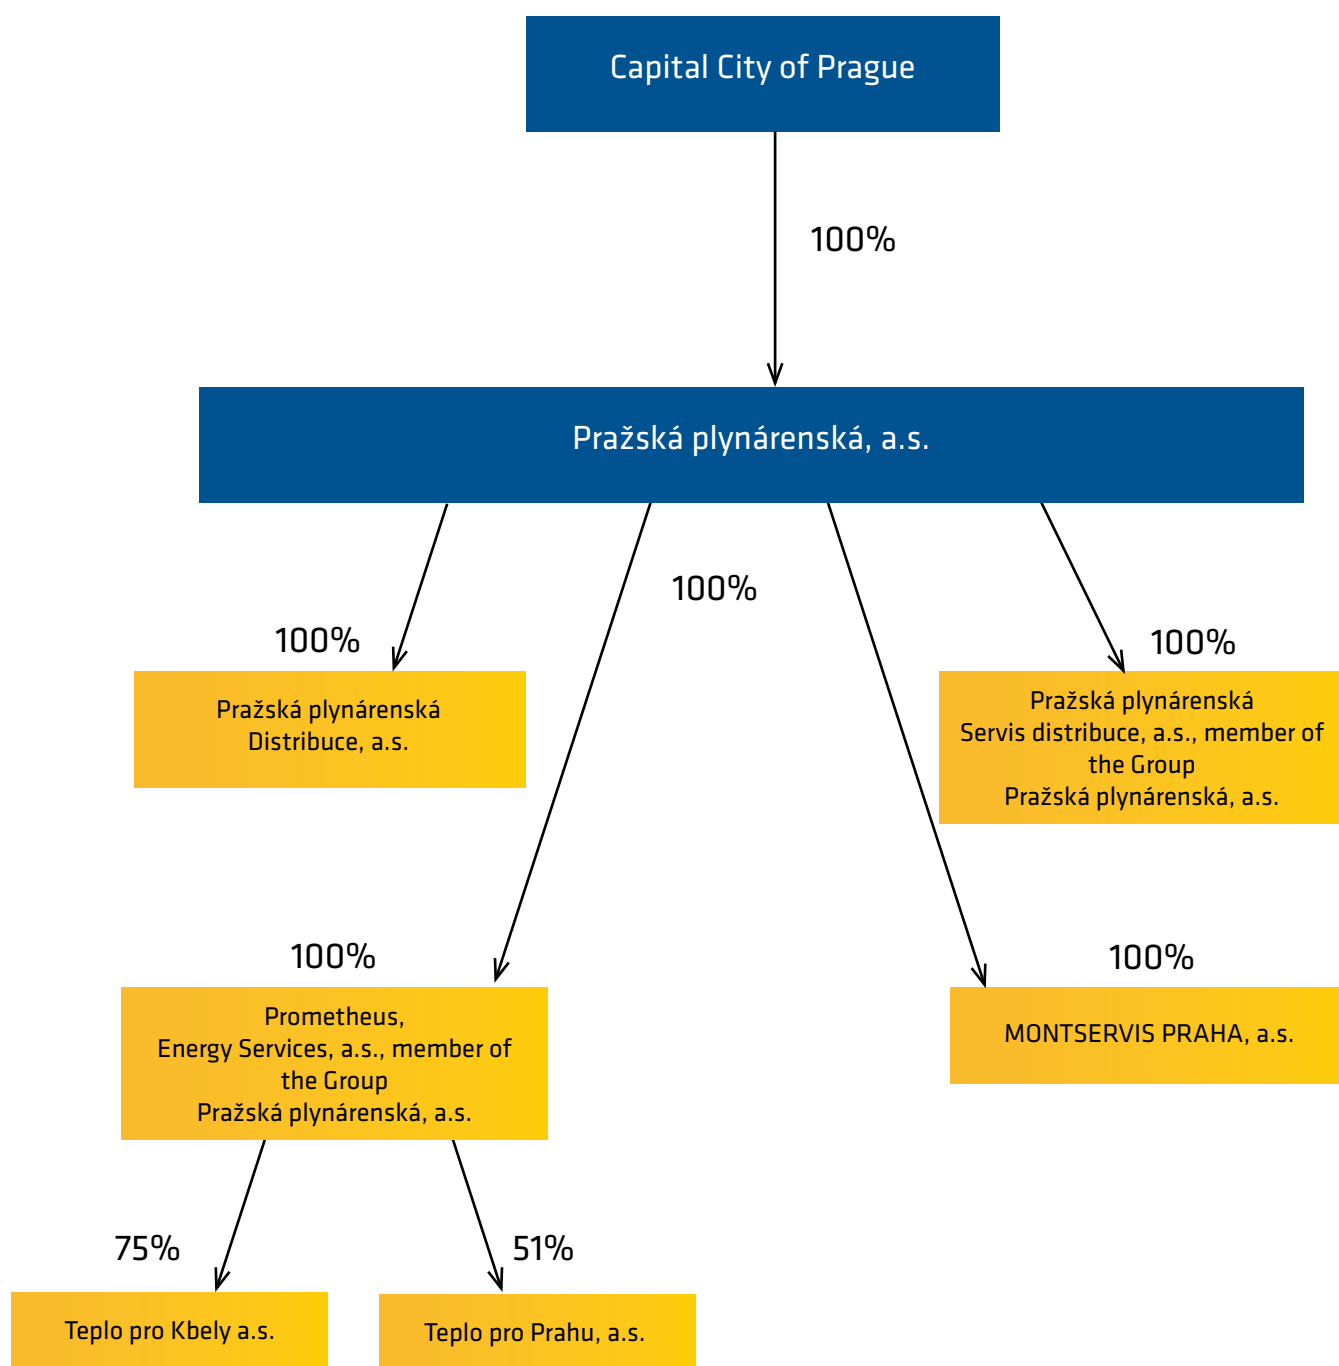 Capital City of Prague
100%
Pražská plynárenská, a.s.
100%
100%
100%
Pražská plynárenská
Distribuce, a.s.
Pražská plynárenská
Servis distribuce, a.s., member of
the Group
Pražská plynárenská, a.s.
100%
100%
Prometheus,
Energy Services, a.s., member of
the Group
Pražská plynárenská, a.s.
MONTSERVIS PRAHA, a.s.
75%
51%
Teplo pro Kbely a.s.
Teplo pro Prahu, a.s.